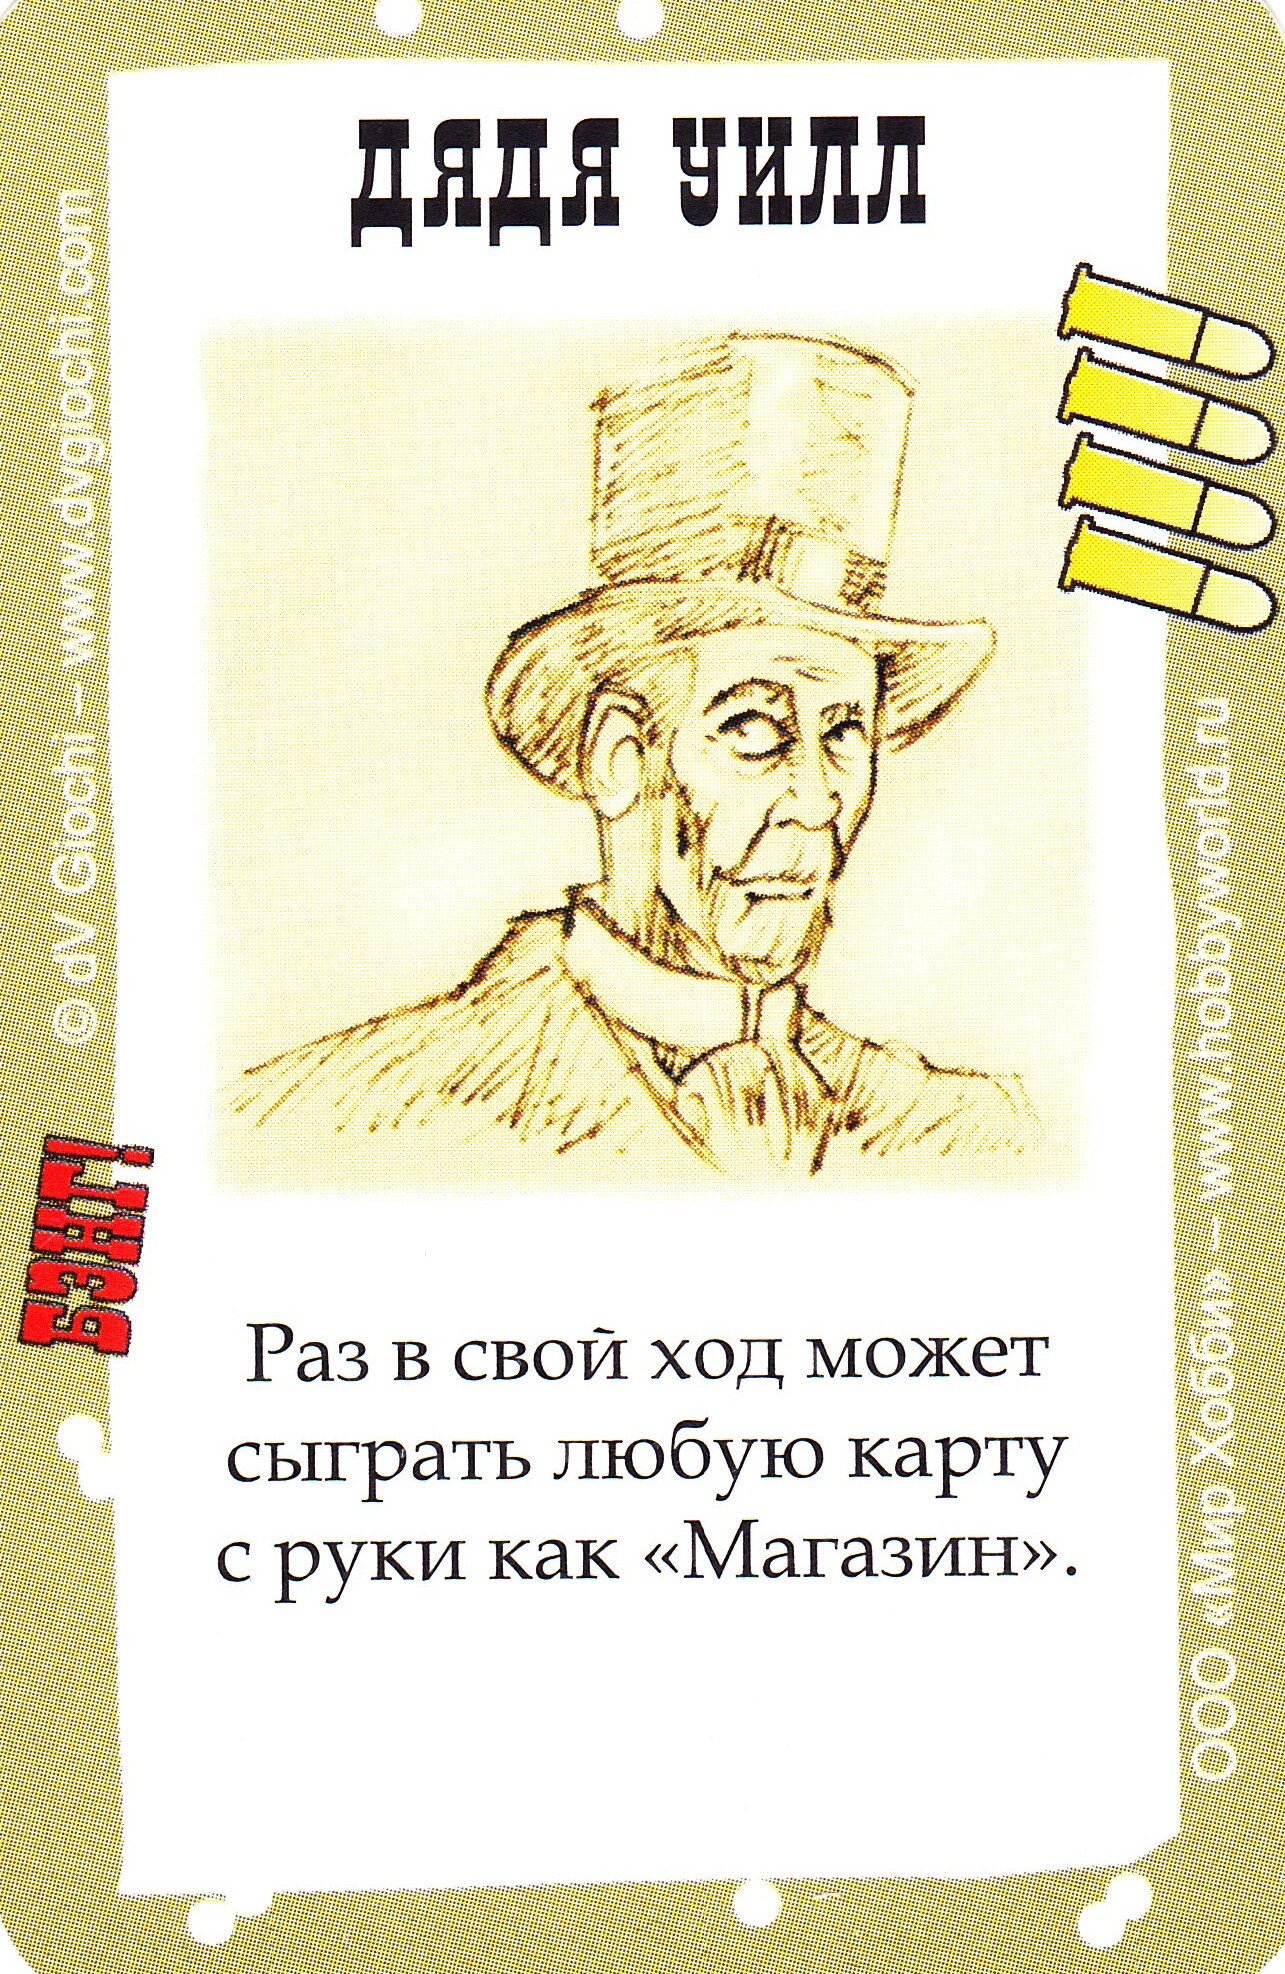 ДЯДЯ УИЛЛ
© dV Giochi – www.dvgiochi.com
БЭНГ!
Раз в свой ход может
сыграть любую карту
с руки как «Магазин».
ООО «Мир Хобби» – www.hobbyworld.ru